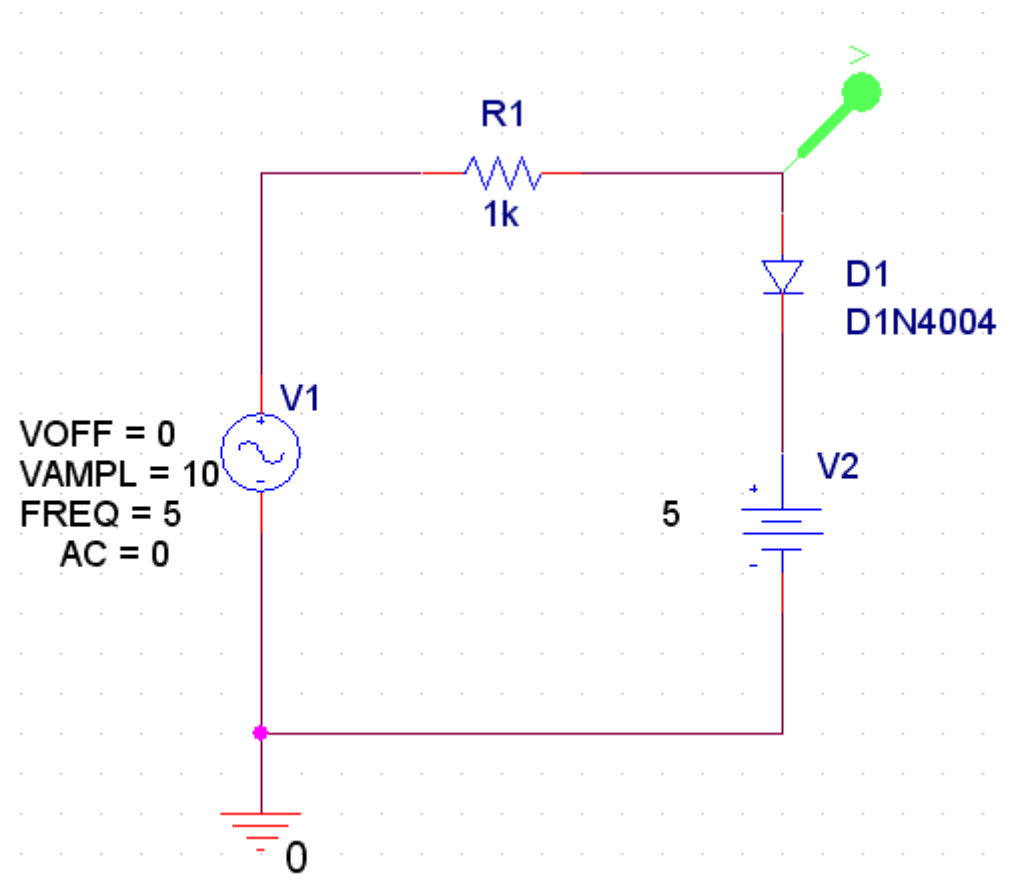 R1
1k
D1
D1N4004
V1
VOFF = 0
VAMPL = 10
FREQ = 5
AC = 0
V2
+
5
-
0